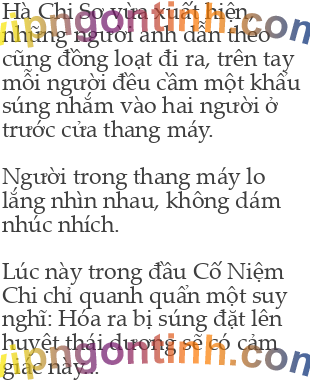 Hà Chi Sơ vừa xuất hiện,
những người anh dẫn theo
cũng đồng loạt đi ra, trên tay
mỗi người đều cầm một khẩu
súng nhắm vào hai người ở
trước cửa thang máy.
Người trong thang máy lo
lắng nhìn nhau, không dám
nhúc nhích.
Lúc này trong đầu Cố Niệm
Chi chỉ quanh quẩn một suy
nghĩ: Hóa ra bị súng đặt lên
huyệt thái dương sẽ có cảm
giác này...
vipngontinh.com
vipngontinh.com